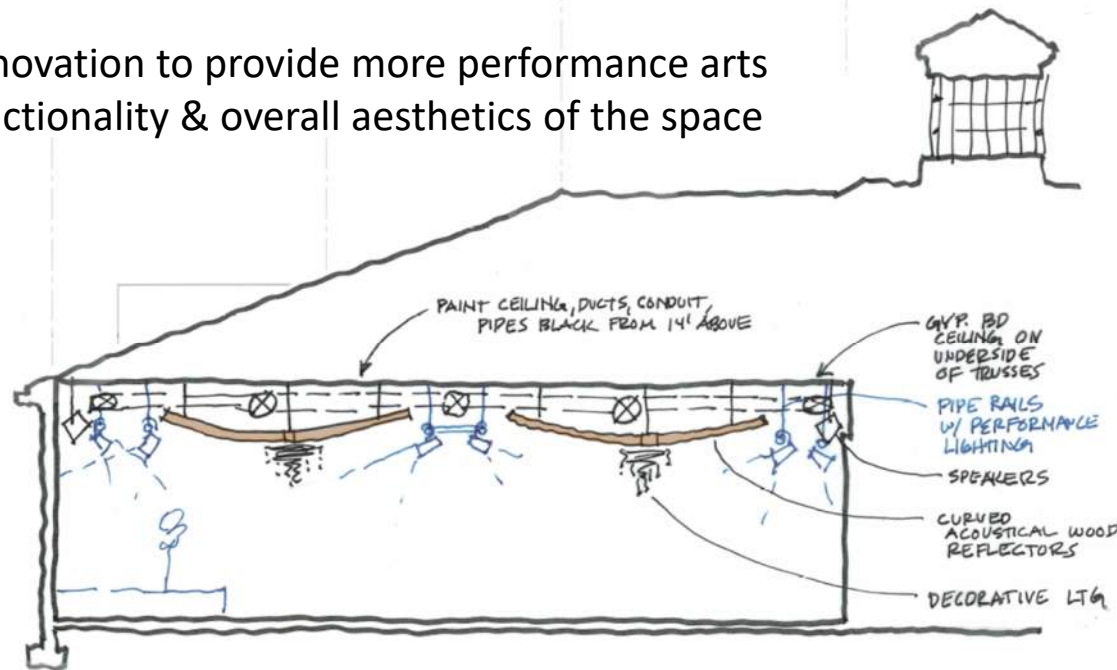 novation to provide more performance arts
ctionality & overall aesthetics of the space
PAINT CEILING, DUCTS, CONDUIT,
PIPES BLACK FROM 14' ABOVE
GYP. BD
CEILING ON
UNDERSIDE
OF TRUSSES
PIPE RAILS
W/ PERFORMANCE
LIGHTING
SPEAKERS
CURVED
ACOUSTICAL WOOD
REFLECTORS
DECORATIVE LTG